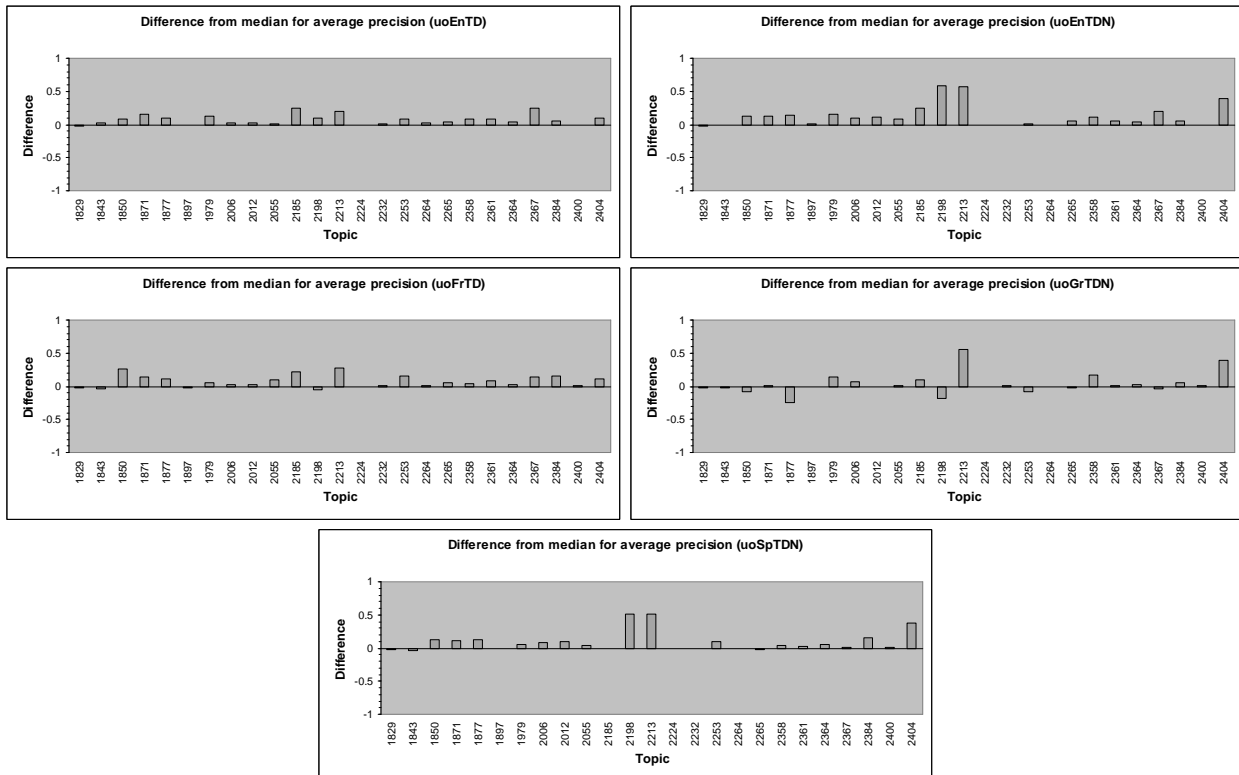 Difference from median for average precision (uoEnTD)
1
0.5
0
-0.5
-1
Difference
1829 1843 1850 1871 1877 1897 1979 2006 2012 2055 2185 2198 2213 2224 2232 2253 2264 2265 2358 2361 2364 2367 2384 2400 2404
Topic
Difference from median for average precision (uoEnTDN)
1
0.5
0
-0.5
-1
Difference
1829 1843 1850 1871 1877 1897 1979 2006 2012 2055 2185 2198 2213 2224 2232 2253 2264 2265 2358 2361 2364 2367 2384 2400 2404
Topic
Difference from median for average precision (uoFrTD)
1
0.5
0
-0.5
-1
Difference
1829 1843 1850 1871 1877 1897 1979 2006 2012 2055 2185 2198 2213 2224 2232 2253 2264 2265 2358 2361 2364 2367 2384 2400 2404
Topic
Difference from median for average precision (uoGrTDN)
1
0.5
0
-0.5
-1
Difference
1829 1843 1850 1871 1877 1897 1979 2006 2012 2055 2185 2198 2213 2224 2232 2253 2264 2265 2358 2361 2364 2367 2384 2400 2404
Topic
Difference from median for average precision (uoSpTDN)
1
0.5
0
-0.5
-1
Difference
1829 1843 1850 1871 1877 1897 1979 2006 2012 2055 2185 2198 2213 2224 2232 2253 2264 2265 2358 2361 2364 2367 2384 2400 2404
Topic